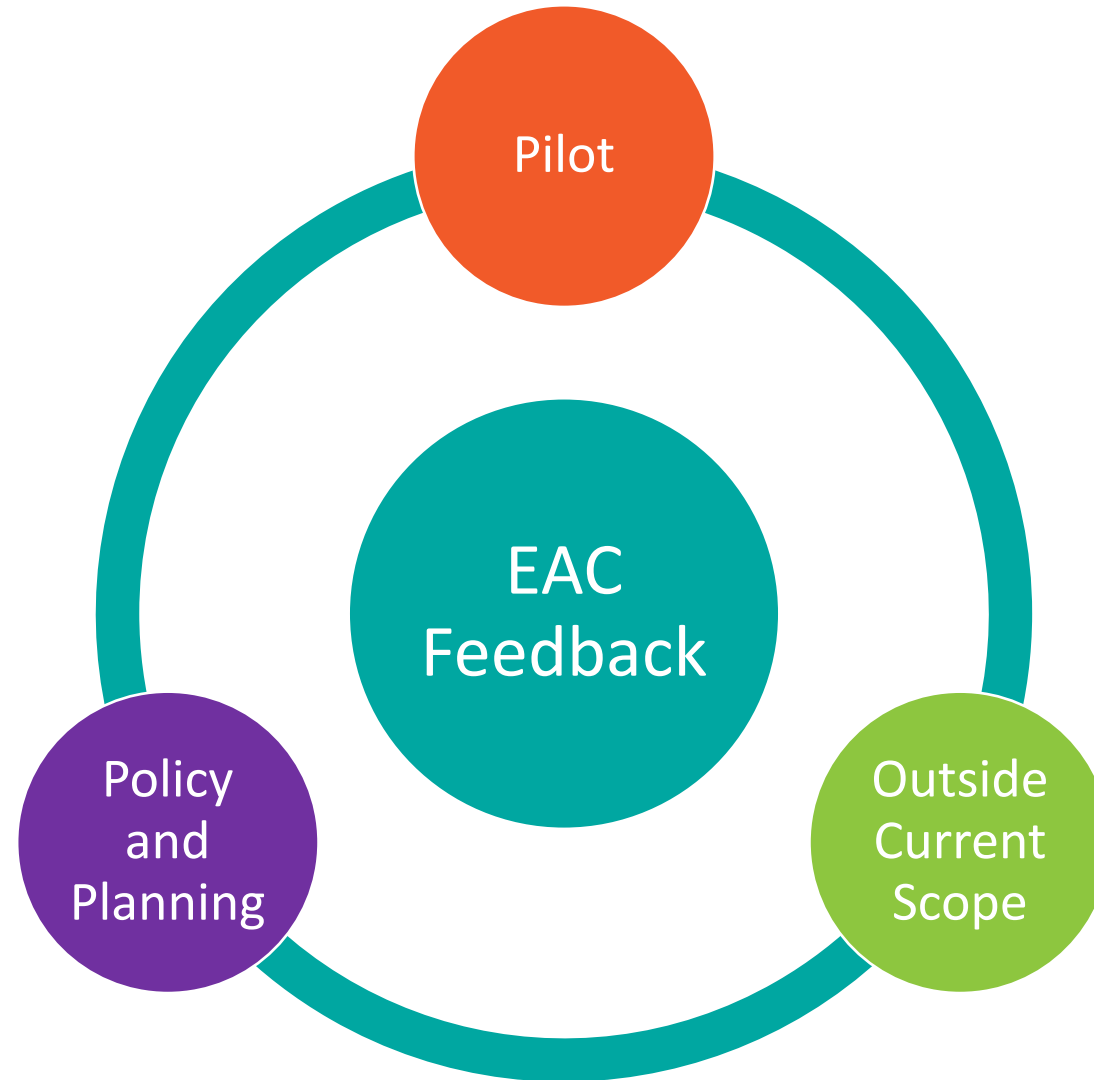 Pilot
EAC
Feedback
Policy
and
Planning
Outside
Current
Scope